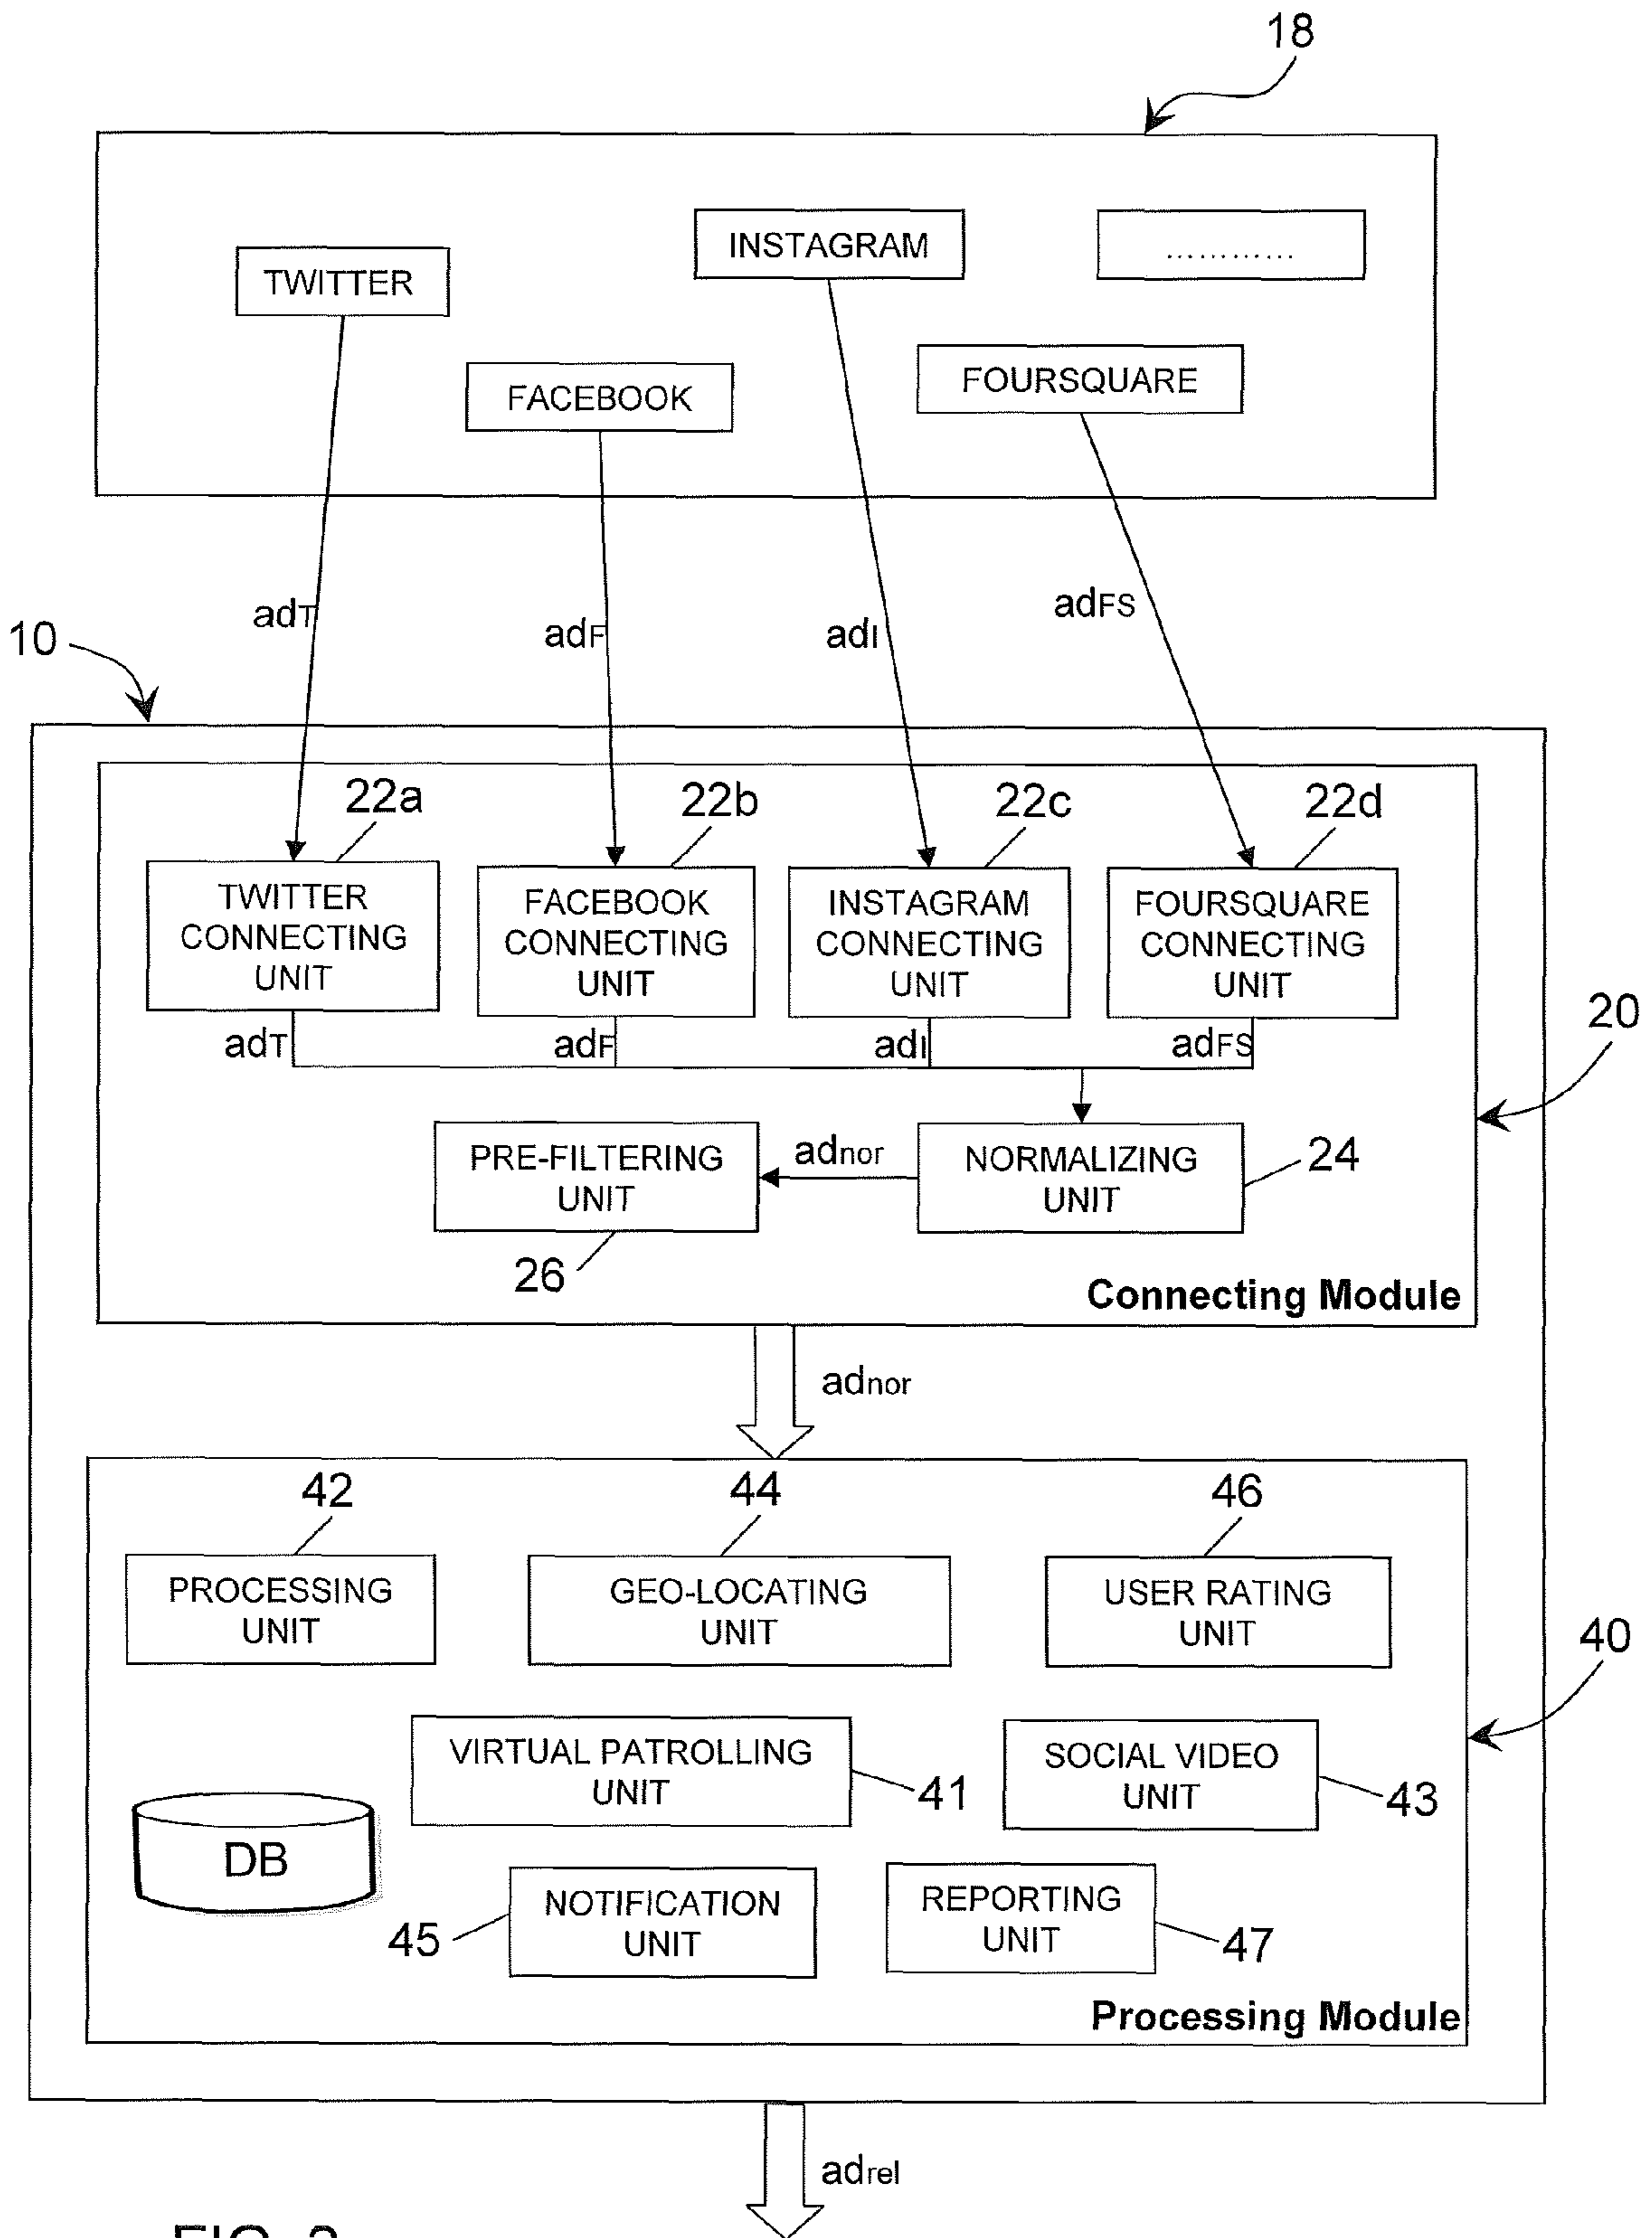 18
INSTAGRAM
............
TWITTER
FOURSQUARE
FACEBOOK
adT
adF
adI
adFS
10
22a
22b
22c
22d
TWITTER
CONNECTING
UNIT
FACEBOOK
CONNECTING
UNIT
INSTAGRAM
CONNECTING
UNIT
FOURSQUARE
CONNECTING
UNIT
20
adT
adF
adI
adFS
PRE-FILTERING
UNIT
adnor
NORMALIZING
UNIT
24
26
Connecting Module
adnor
42
44
46
PROCESSING
UNIT
GEO-LOCATING
UNIT
USER RATING
UNIT
40
VIRTUAL PATROLLING
UNIT
41
SOCIAL VIDEO
UNIT
43
DB
NOTIFICATION
UNIT
45
REPORTING
UNIT
47
Processing Module
adrel